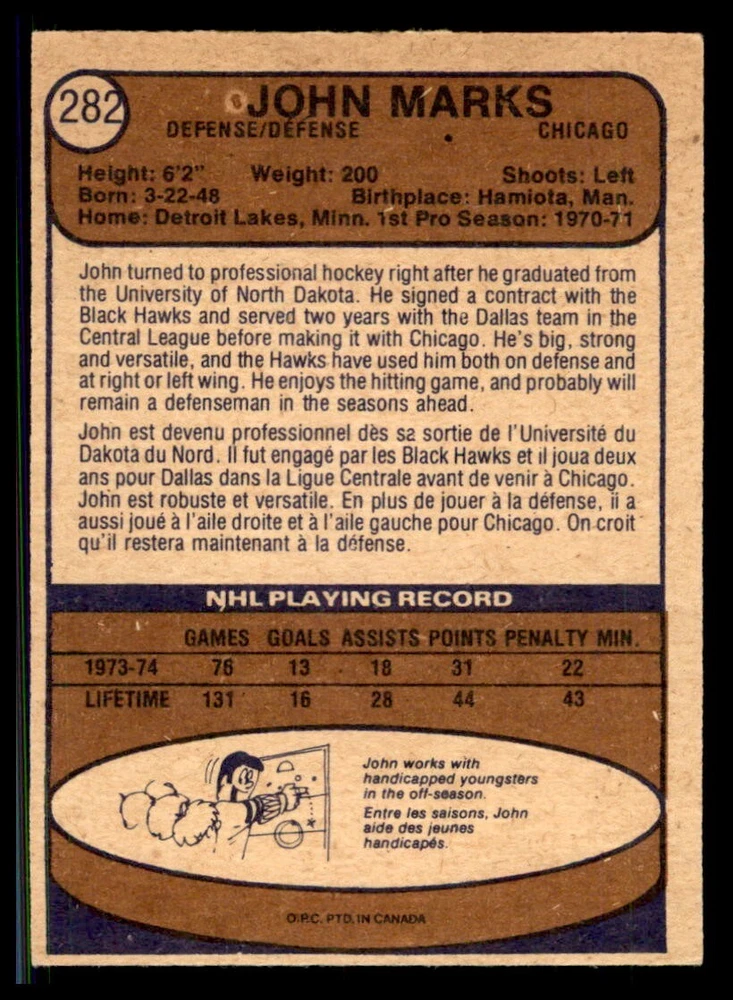 282
JOHN MARKS
DEFENSE/DÉFENSE CHICAGO
Height: 6'2" Weight: 200 Shoots: Left
Born: 3-22-48 Birthplace: Hamiota, Man.
Home: Detroit Lakes, Minn. 1st Pro Season: 1970-71
John turned to professional hockey right after he graduated from
the University of North Dakota. He signed a contract with the
Black Hawks and served two years with the Dallas team in the
Central League before making it with Chicago. He's big, strong
and versatile, and the Hawks have used him both on defense and
at right or left wing. He enjoys the hitting game, and probably will
remain a defenseman in the seasons ahead.
John est devenu professionnel dès sa sortie de l'Université du
Dakota du Nord. Il fut engagé par les Black Hawks et il joua deux
ans pour Dallas dans la Ligue Centrale avant de venir à Chicago.
John est robuste et versatile. En plus de jouer à la défense, il a
aussi joué à l'aile droite et à l'aile gauche pour Chicago. On croit
qu'il restera maintenant à la défense.
NHL PLAYING RECORD
GAMES GOALS ASSISTS POINTS PENALTY MIN.
1973-74 76 13 18 31 22
LIFETIME 131 16 28 44 43
John works with
handicapped youngsters
in the off-season.
Entre les saisons, John
aide des jeunes
handicapés.
O.P.C. PTD. IN CANADA